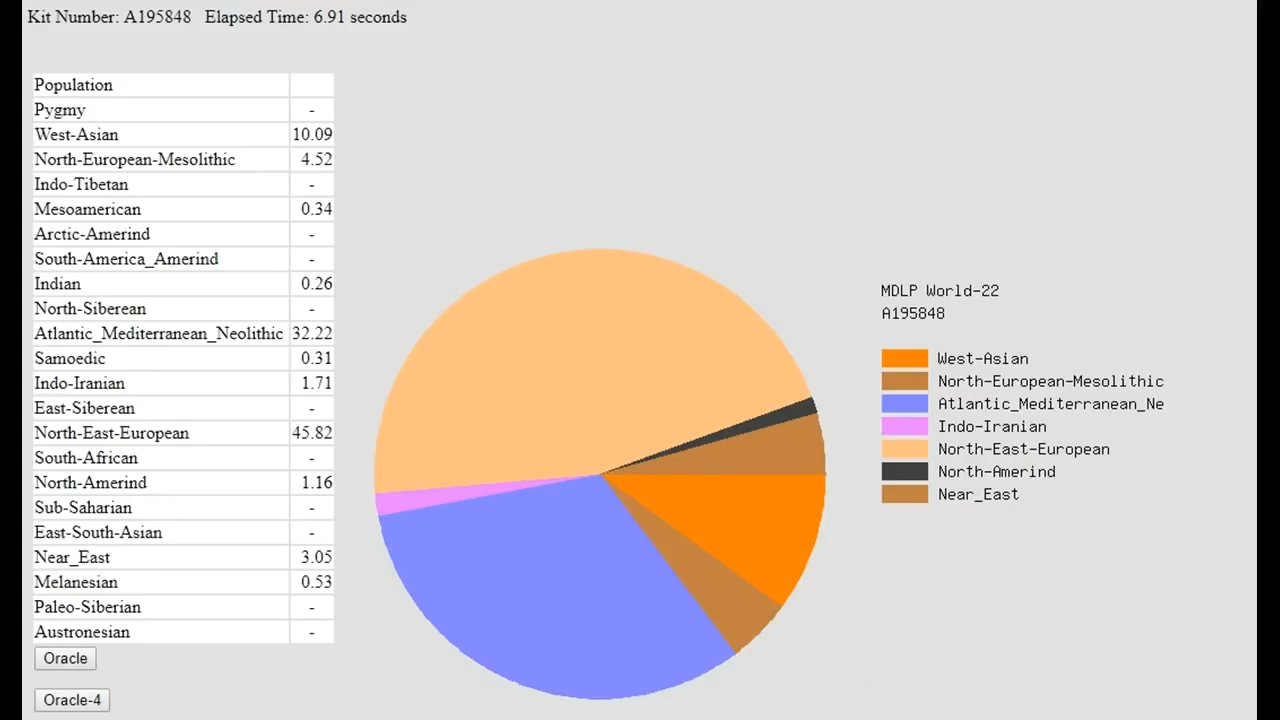 Kit Number: A195848 Elapsed Time: 6.91 seconds
Population
Pygmy -
West-Asian 10.09
North-European-Mesolithic 4.52
Indo-Tibetan -
Mesoamerican 0.34
Arctic-Amerind -
South-America_Amerind -
Indian 0.26
North-Siberean -
Atlantic_Mediterranean_Neolithic 32.22
Samoedic 0.31
Indo-Iranian 1.71
East-Siberean -
North-East-European 45.82
South-African -
North-Amerind 1.16
Sub-Saharian -
East-South-Asian -
Near_East 3.05
Melanesian 0.53
Paleo-Siberian -
Austronesian -
Oracle
Oracle-4
MDLP World-22
A195848
West-Asian
North-European-Mesolithic
Atlantic_Mediterranean_Ne
Indo-Iranian
North-East-European
North-Amerind
Near_East